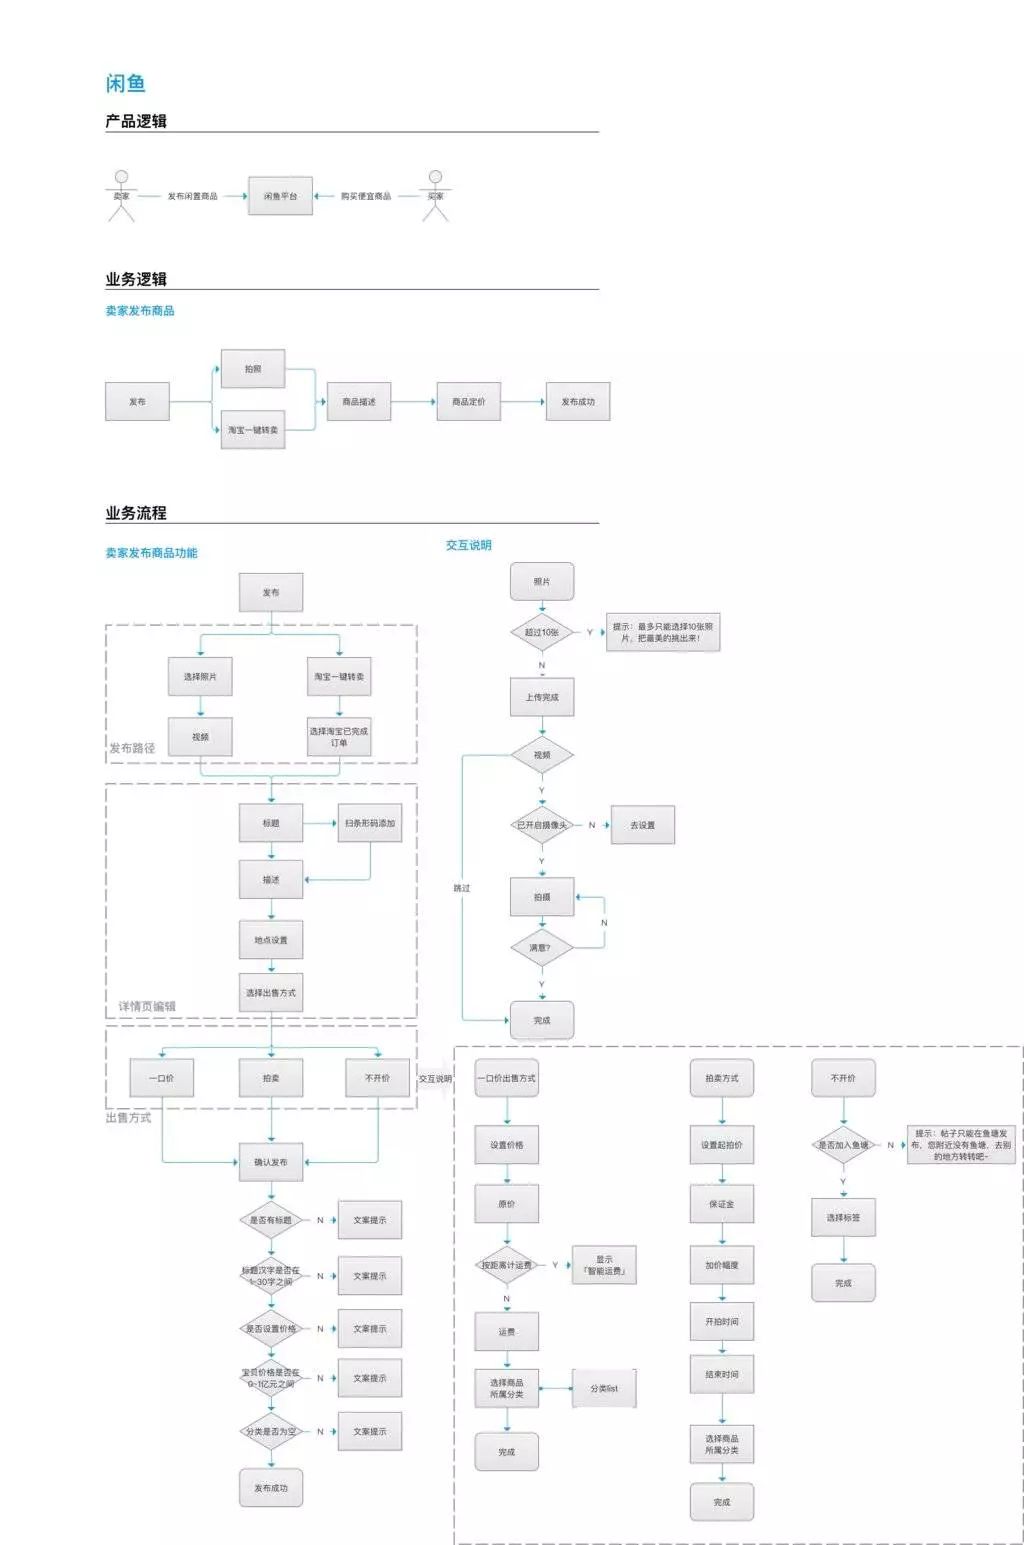 闲鱼
产品逻辑
卖家
发布闲置商品
闲鱼平台
购买便宜商品
买家
业务逻辑
卖家发布商品
发布
拍照
淘宝一键转卖
商品描述
商品定价
发布成功
业务流程
卖家发布商品功能
发布
选择照片
淘宝一键转卖
视频
选择淘宝已完成
订单
发布路径
标题
扫条形码添加
描述
地点设置
选择出售方式
详情页编辑
一口价
拍卖
不开价
交互说明
出售方式
确认发布
是否有标题
N
文案提示
标题汉字是否在
1~30字之间
N
文案提示
是否设置价格
N
文案提示
宝贝价格是否在
0~1亿元之间
N
文案提示
分类是否为空
N
文案提示
发布成功
交互说明
照片
超过10张
Y
提示：最多只能选择10张照
片，把最美的挑出来！
N
上传完成
视频
Y
已开启摄像头
N
去设置
Y
跳过
拍摄
N
满意?
Y
完成
一口价出售方式
设置价格
原价
按距离计运费
Y
显示
「智能运费」
N
运费
选择商品
所属分类
分类list
完成
拍卖方式
设置起拍价
保证金
加价幅度
开拍时间
结束时间
选择商品
所属分类
完成
不开价
是否加入鱼塘
N
提示：帖子只能在鱼塘发
布，您附近没有鱼塘，去别
的地方转转吧~
Y
选择标签
完成